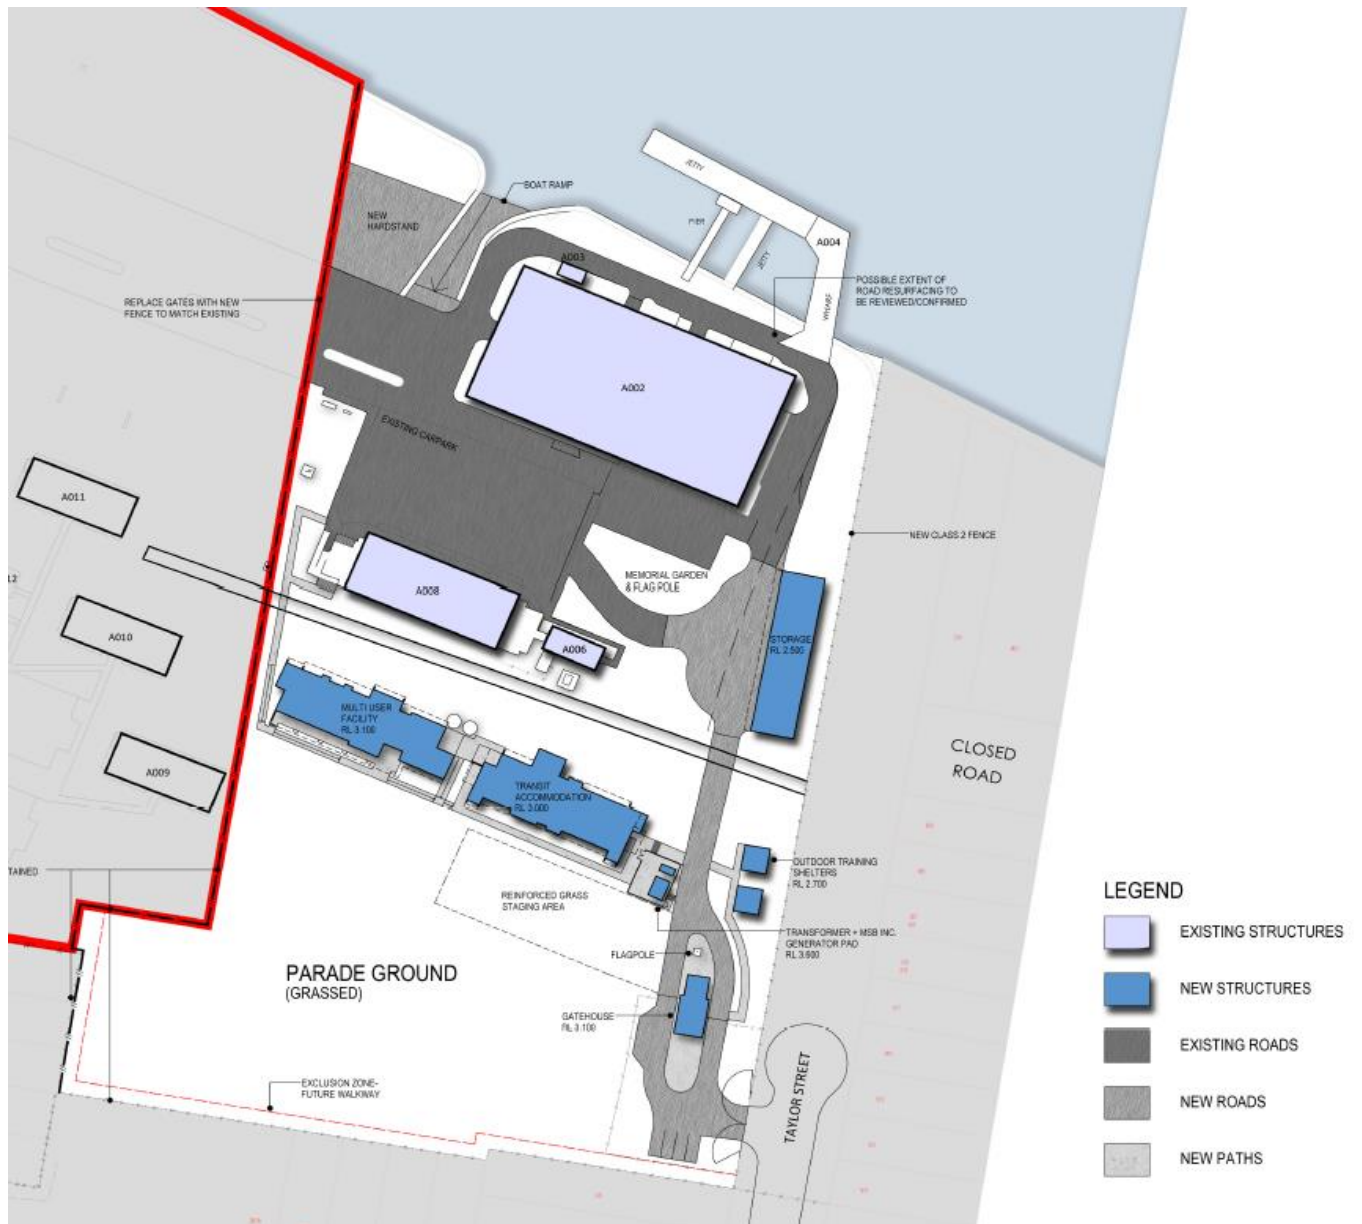 JETTY
BOAT RAMP
NEW
HARDSTAND
PIER
A004
JETTY
A003
POSSIBLE EXTENT OF
ROAD RESURFACING TO
BE REVIEWED/CONFIRMED
WHARF
REPLACE GATES WITH NEW
FENCE TO MATCH EXISTING
A002
EXISTING CARPARK
A011
NEW CLASS 2 FENCE
MEMORIAL GARDEN
& FLAG POLE
12
A008
A010
A006
STORAGE
RL 2.500
MULTI USER
FACILITY
RL 3.100
CLOSED
ROAD
A009
TRANSIT
ACCOMMODATION
RL 3.000
OUTDOOR TRAINING
SHELTERS
RL 2.700
TAINED
REINFORCED GRASS
STAGING AREA
LEGEND
EXISTING STRUCTURES
TRANSFORMER + MSB INC.
GENERATOR PAD
RL 3.600
FLAGPOLE
PARADE GROUND
(GRASSED)
NEW STRUCTURES
GATEHOUSE
RL 3.100
EXISTING ROADS
EXCLUSION ZONE-
FUTURE WALKWAY
TAYLOR STREET
NEW ROADS
NEW PATHS